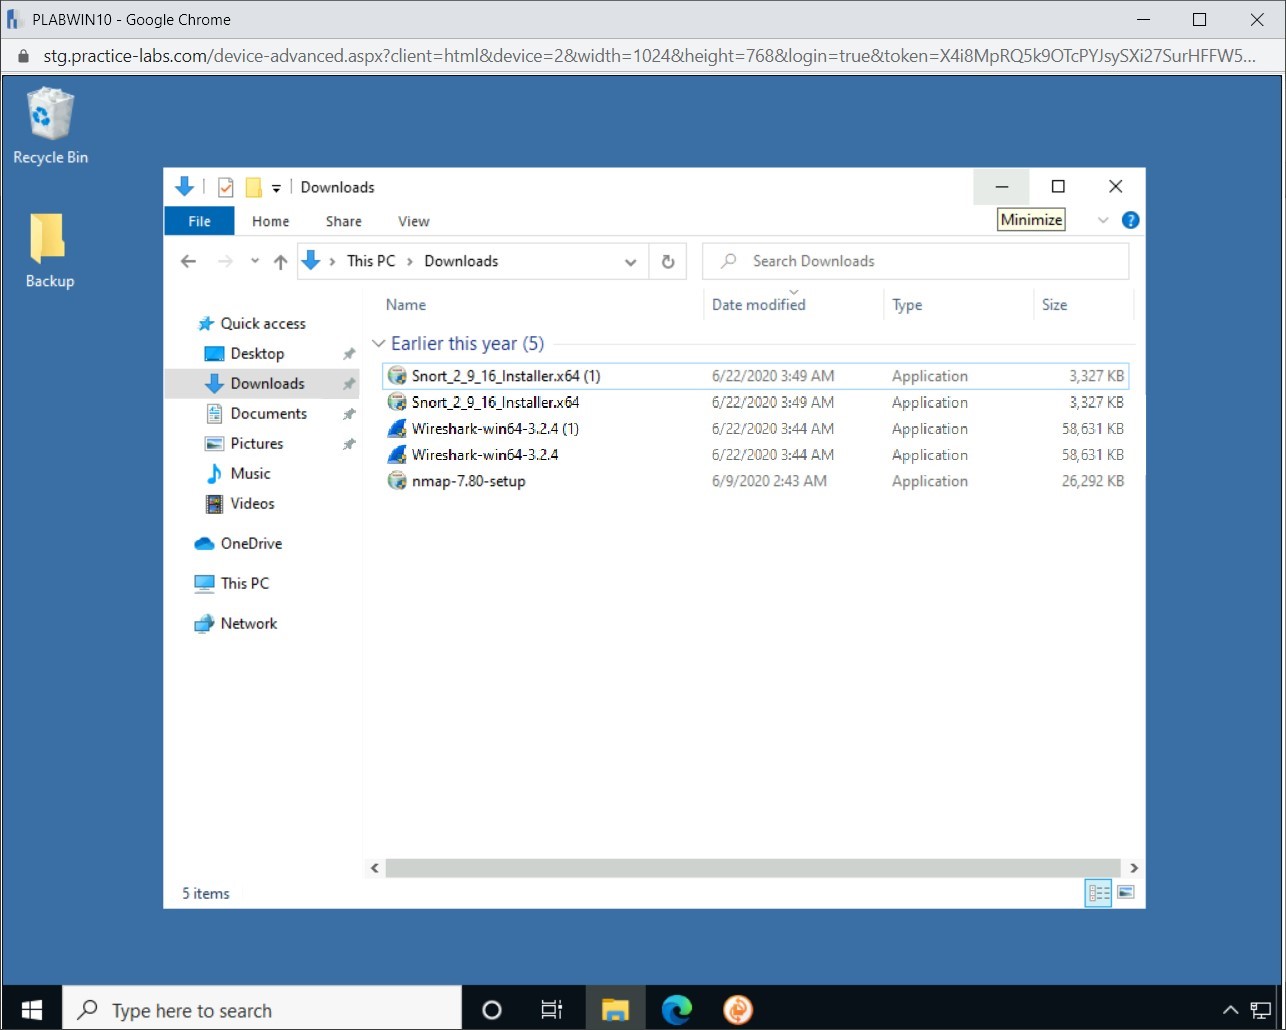 PLABWIN10 - Google Chrome
stg.practice-labs.com/device-advanced.aspx?client=html&device=2&width=1024&height=768&login=true&token=X4i8MpRQ5k9OTcPYJsySXi27SurHFFW5...
Recycle Bin
Backup
Downloads
File Home Share View
Minimize
?
This PC > Downloads
Search Downloads
Name Date modified Type Size
Quick access
Desktop
Downloads
Documents
Pictures
Music
Videos
OneDrive
This PC
Network
Earlier this year (5)
Snort_2_9_16_Installer.x64 (1) 6/22/2020 3:49 AM Application 3,327 KB
Snort_2_9_16_Installer.x64 6/22/2020 3:49 AM Application 3,327 KB
Wireshark-win64-3.2.4 (1) 6/22/2020 3:44 AM Application 58,631 KB
Wireshark-win64-3.2.4 6/22/2020 3:44 AM Application 58,631 KB
nmap-7.80-setup 6/9/2020 2:43 AM Application 26,292 KB
5 items
Type here to search